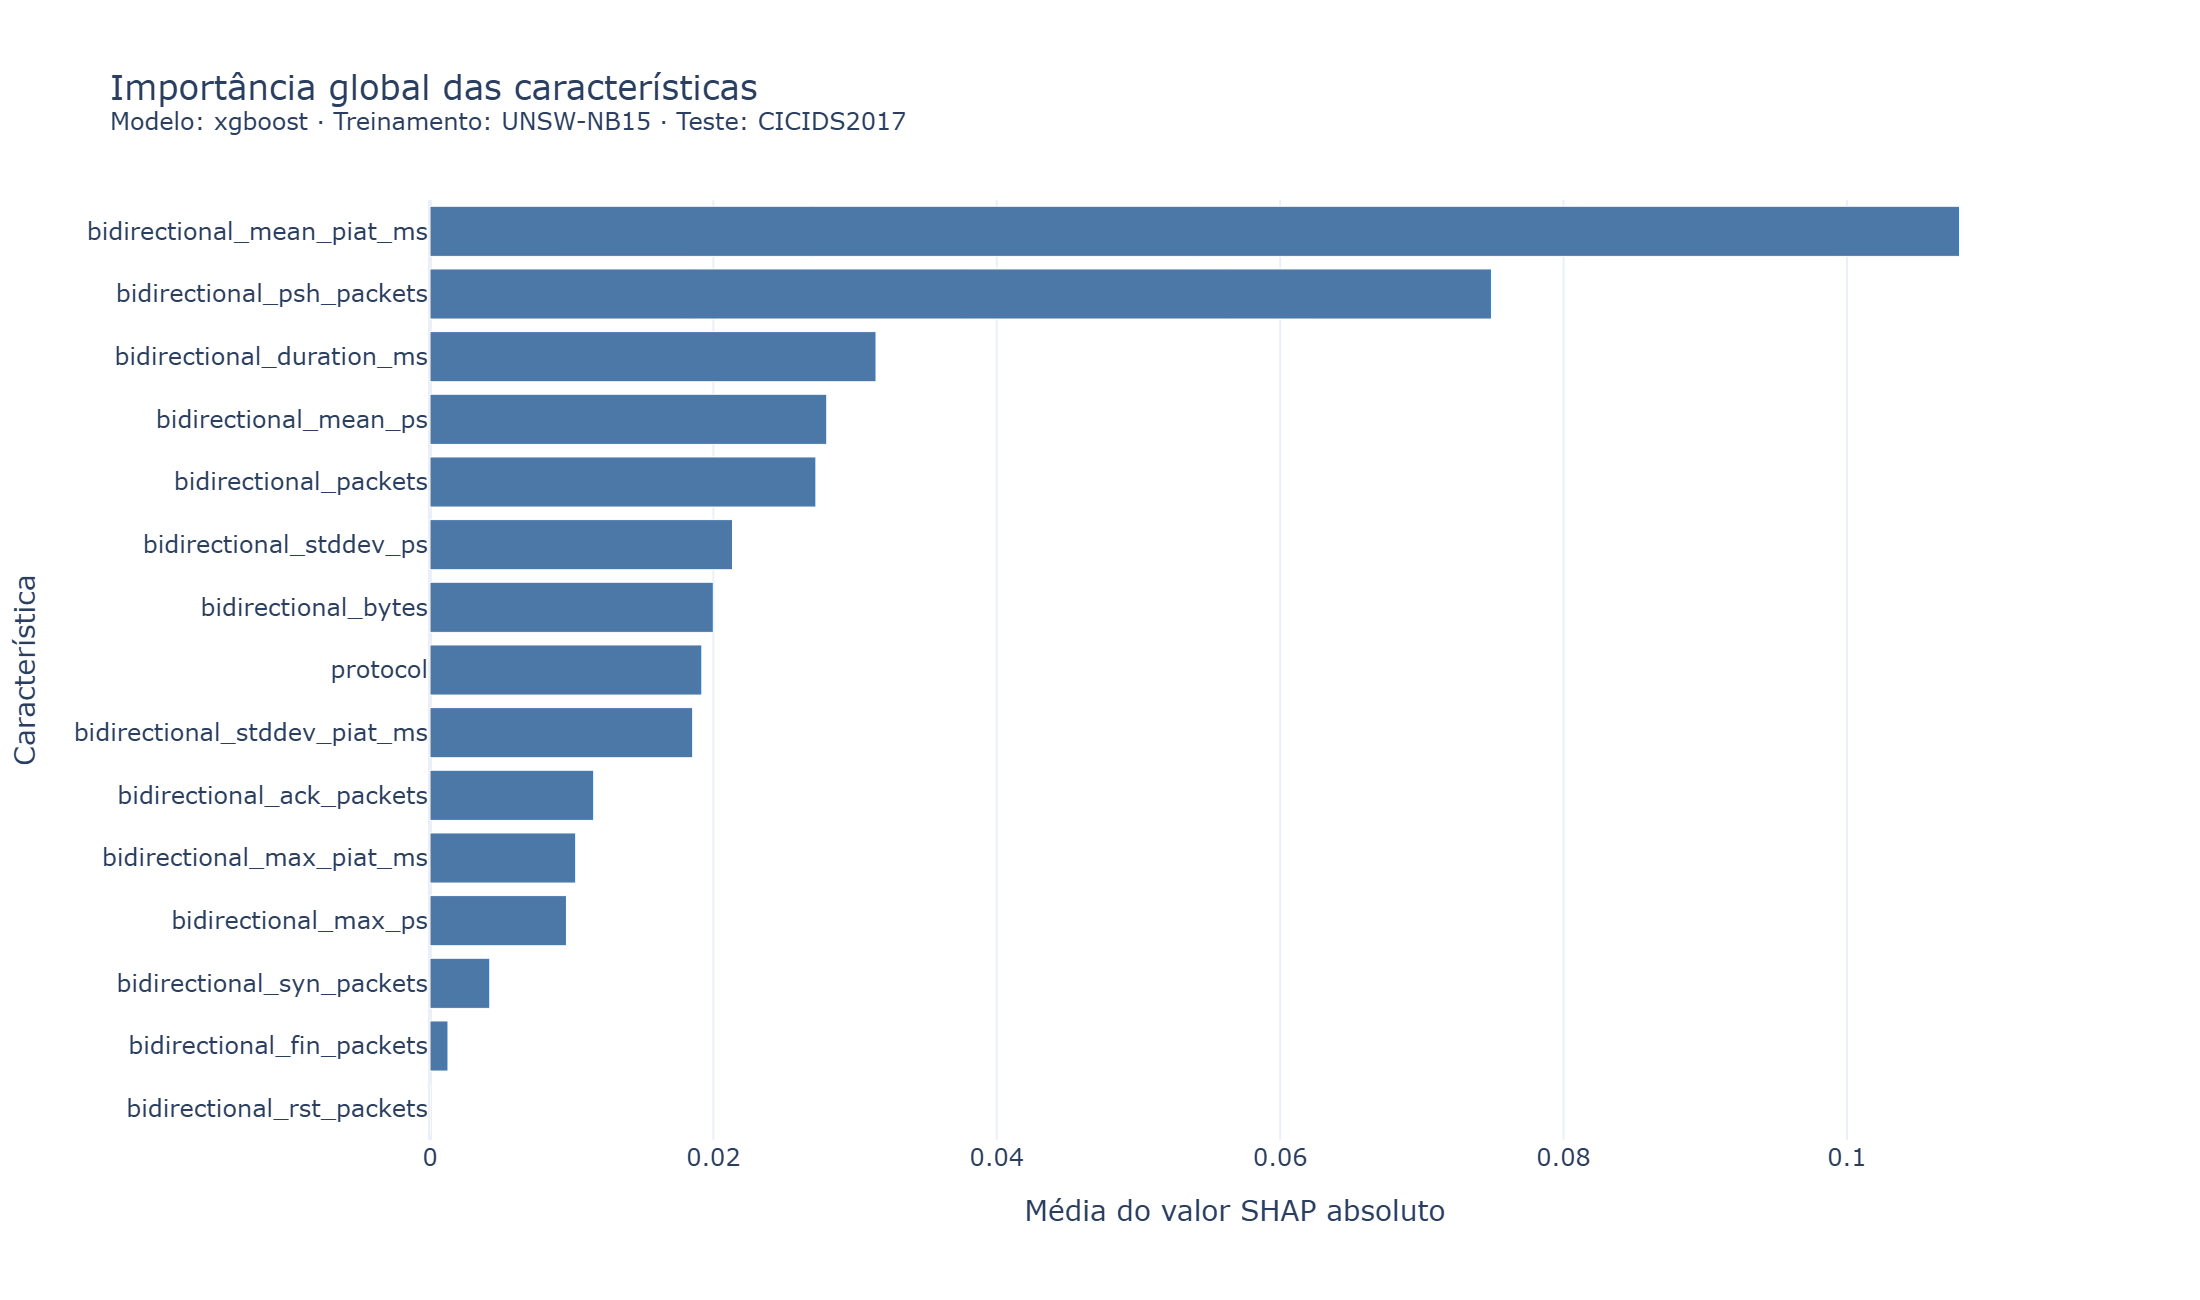 Importância global das características
Modelo: xgboost · Treinamento: UNSW-NB15 · Teste: CICIDS2017
Característica
bidirectional_mean_piat_ms
bidirectional_psh_packets
bidirectional_duration_ms
bidirectional_mean_ps
bidirectional_packets
bidirectional_stddev_ps
bidirectional_bytes
protocol
bidirectional_stddev_piat_ms
bidirectional_ack_packets
bidirectional_max_piat_ms
bidirectional_max_ps
bidirectional_syn_packets
bidirectional_fin_packets
bidirectional_rst_packets
0 0.02 0.04 0.06 0.08 0.1
Média do valor SHAP absoluto